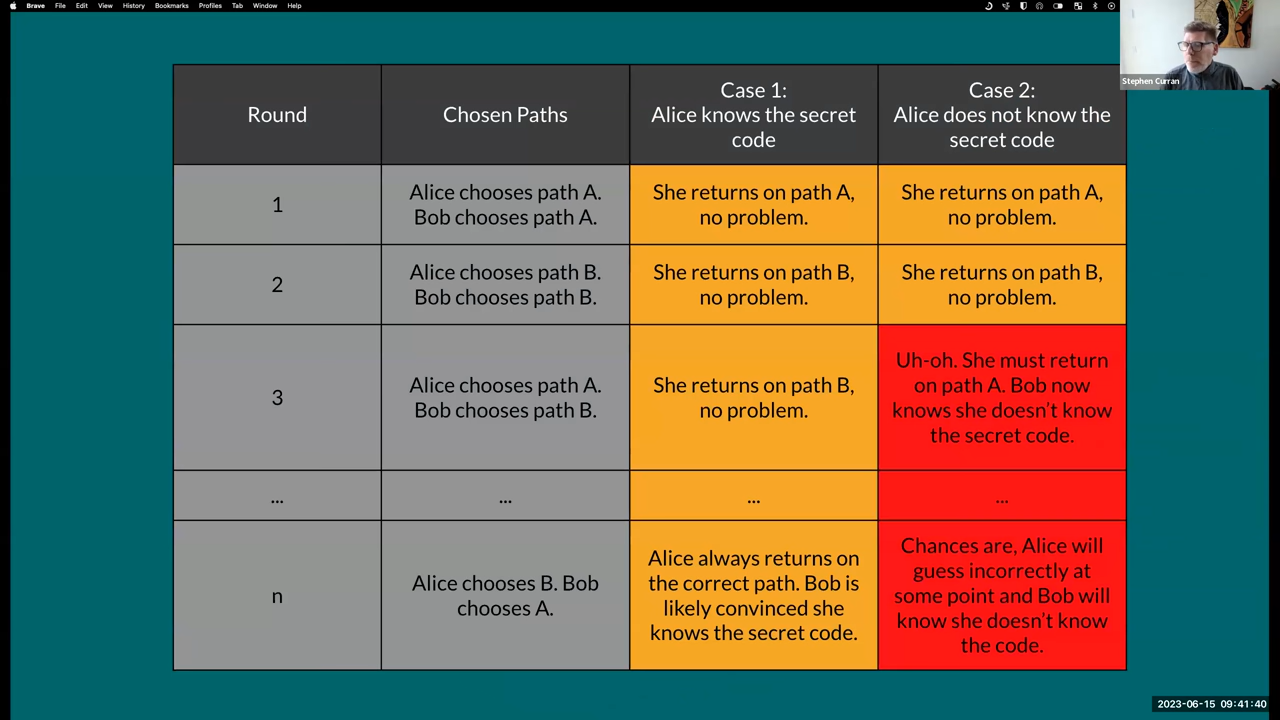 Brave File Edit View History Bookmarks Profiles Tab Window Help
Stephen Curran
Round
Chosen Paths
Case 1:
Alice knows the secret
code
Case 2:
Alice does not know the
secret code
1
Alice chooses path A.
Bob chooses path A.
She returns on path A,
no problem.
She returns on path A,
no problem.
2
Alice chooses path B.
Bob chooses path B.
She returns on path B,
no problem.
She returns on path B,
no problem.
3
Alice chooses path A.
Bob chooses path B.
She returns on path B,
no problem.
Uh-oh. She must return
on path A. Bob now
knows she doesn't know
the secret code.
...
...
...
...
n
Alice chooses B. Bob
chooses A.
Alice always returns on
the correct path. Bob is
likely convinced she
knows the secret code.
Chances are, Alice will
guess incorrectly at
some point and Bob will
know she doesn't know
the code.
2023-06-15 09:41:40